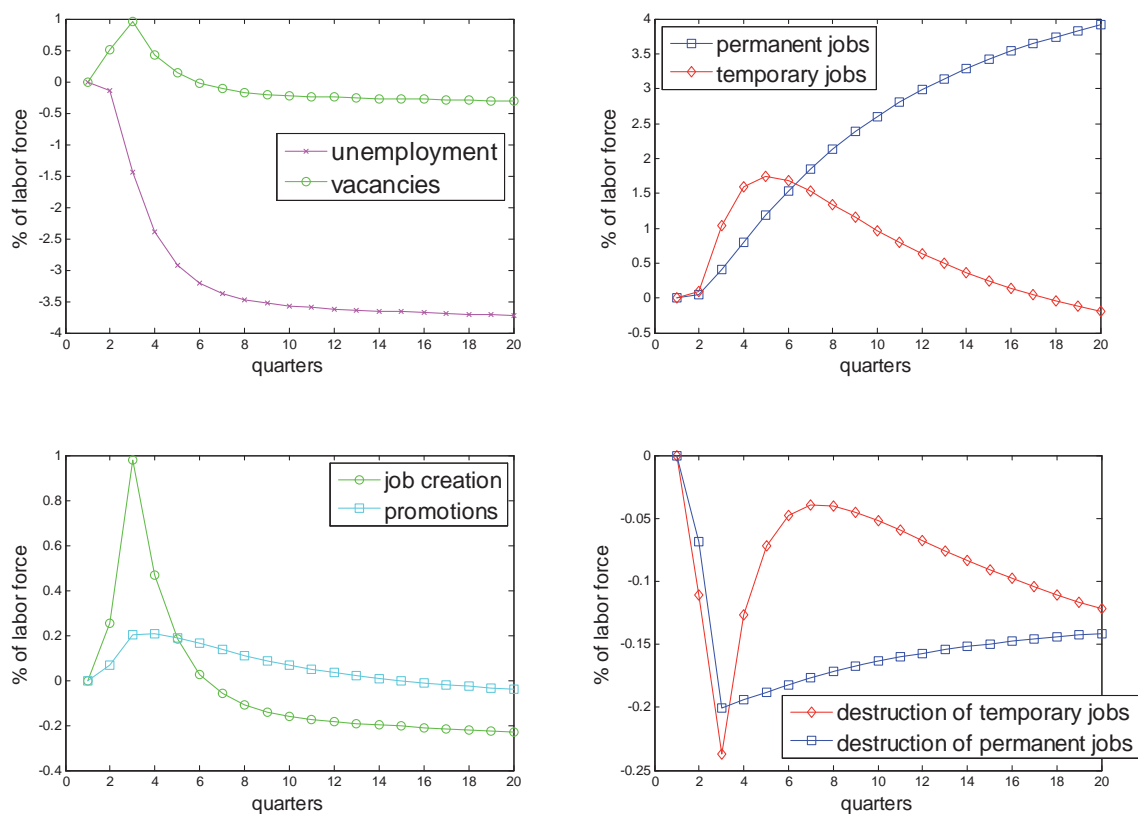 1
0.5
0
-0.5
-1
-1.5
-2
-2.5
-3
-3.5
-4
% of labor force
unemployment
vacancies
0 2 4 6 8 10 12 14 16 18 20
quarters
4
3.5
3
2.5
2
1.5
1
0.5
0
-0.5
% of labor force
permanent jobs
temporary jobs
0 2 4 6 8 10 12 14 16 18 20
quarters
1
0.8
0.6
0.4
0.2
0
-0.2
-0.4
% of labor force
job creation
promotions
0 2 4 6 8 10 12 14 16 18 20
quarters
0
-0.05
-0.1
-0.15
-0.2
-0.25
% of labor force
destruction of temporary jobs
destruction of permanent jobs
0 2 4 6 8 10 12 14 16 18 20
quarters